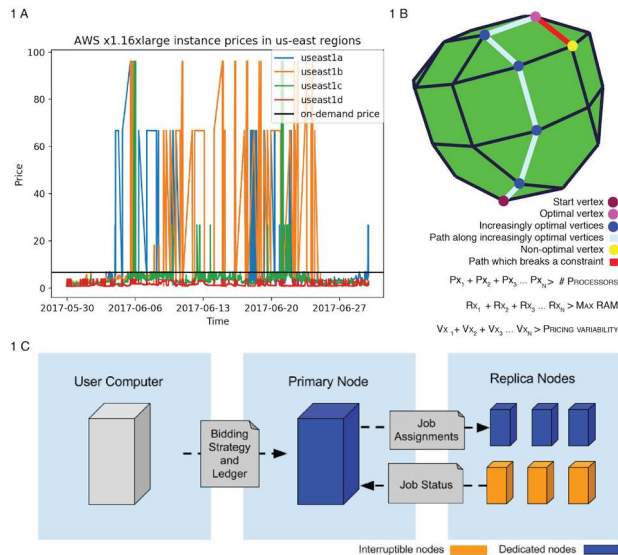 1 A
AWS x1.16xlarge instance prices in us-east regions
100
80
60
40
20
0
Price
useast1a
useast1b
useast1c
useast1d
on-demand price
2017-05-30
2017-06-06
2017-06-13
2017-06-20
2017-06-27
Time
1 B
Start vertex
Optimal vertex
Increasingly optimal vertices
Path along increasingly optimal vertices
Non-optimal vertex
Path which breaks a constraint
Px₁ + Px₂ + Px₃ ... Pxₙ > # Processors
Rx₁ + Rx₂ + Rx₃ ... Rxₙ > Max RAM
Vx₁ + Vx₂ + Vx₃ ... Vxₙ > Pricing variability
1 C
User Computer
Bidding
Strategy
and
Ledger
Primary Node
Job
Assignments
Job Status
Replica Nodes
Interruptible nodes
Dedicated nodes